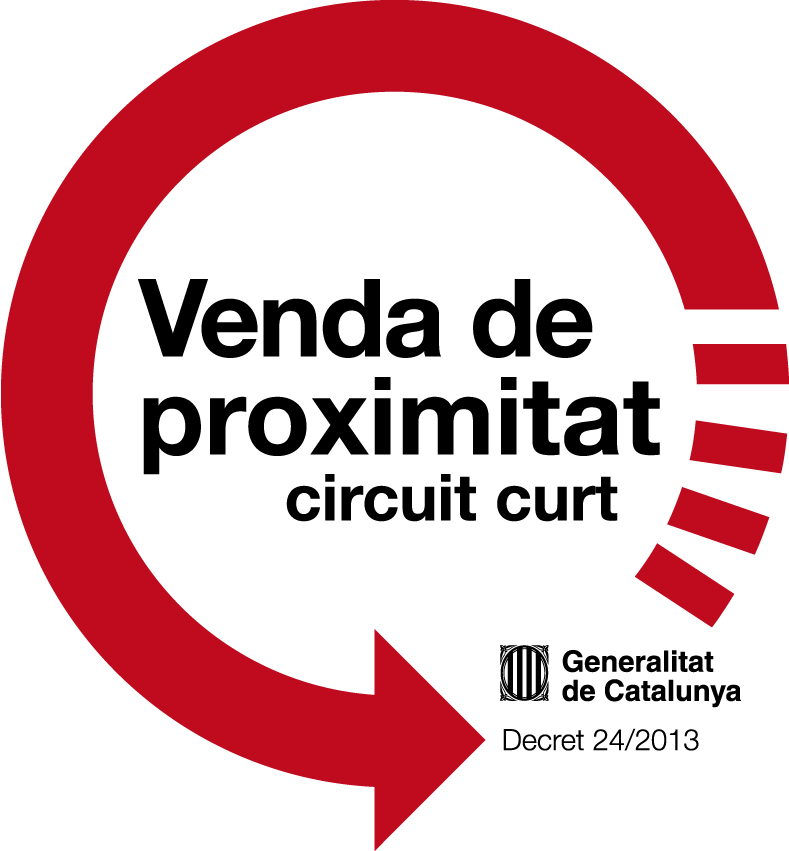 Venda de
proximitat
circuit curt
Generalitat
de Catalunya
Decret 24/2013